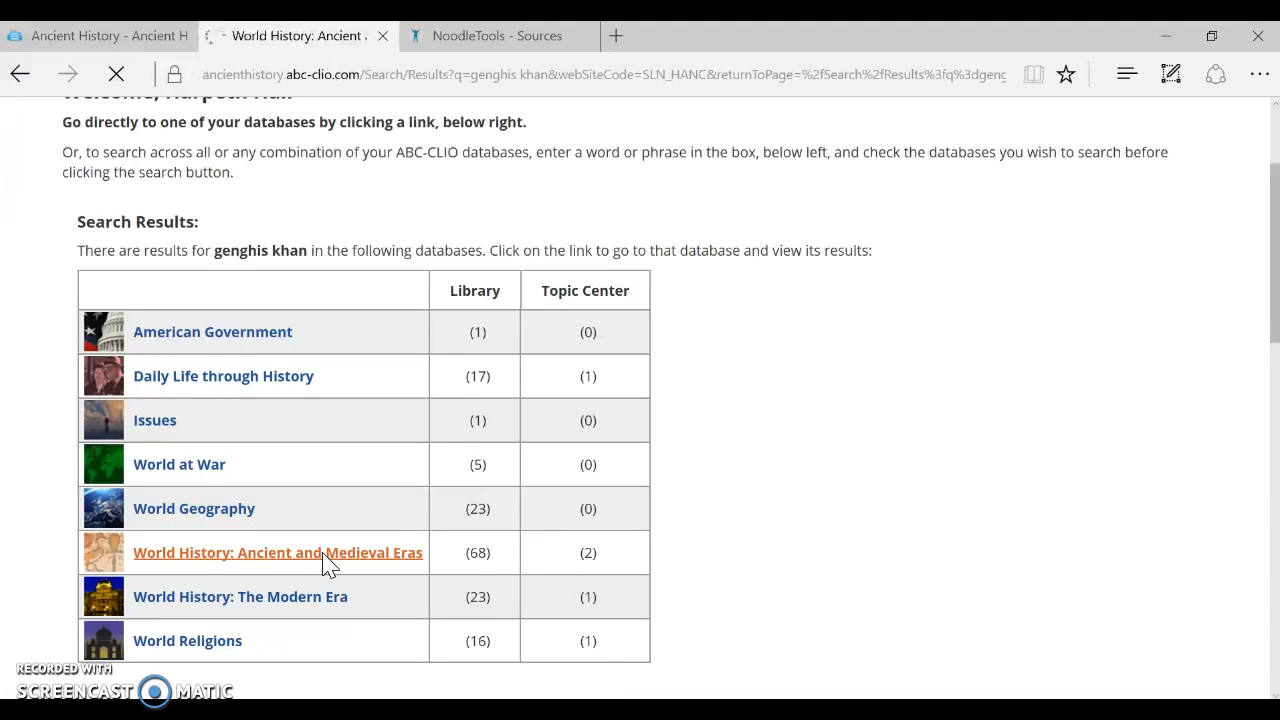 Ancient History - Ancient H
World History: Ancient
NoodleTools - Sources
ancienthistory.abc-clio.com/Search/Results?q=genghis khan&webSiteCode=SLN_HANC&returnToPage=%2fSearch%2fResults%3fq%3dgeng
Welcome, Harpeth Hall
Go directly to one of your databases by clicking a link, below right.
Or, to search across all or any combination of your ABC-CLIO databases, enter a word or phrase in the box, below left, and check the databases you wish to search before
clicking the search button.
Search Results:
There are results for genghis khan in the following databases. Click on the link to go to that database and view its results:
Library Topic Center
American Government (1) (0)
Daily Life through History (17) (1)
Issues (1) (0)
World at War (5) (0)
World Geography (23) (0)
World History: Ancient and Medieval Eras (68) (2)
World History: The Modern Era (23) (1)
World Religions (16) (1)
RECORDED WITH
SCREENCAST MATIC